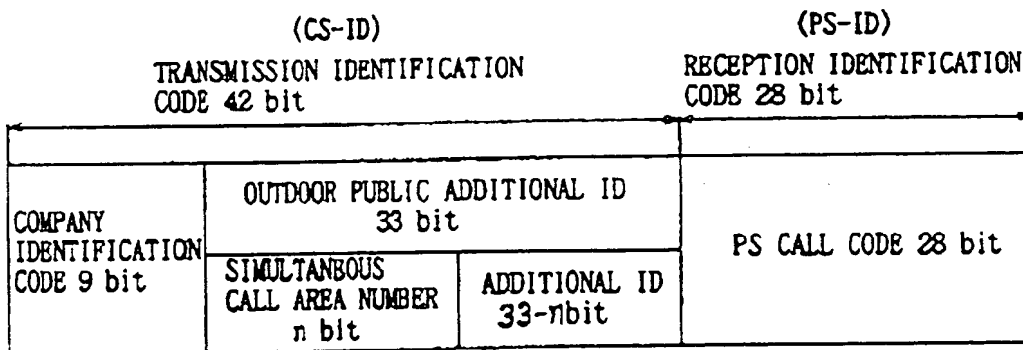 (CS-ID)
TRANSMISSION IDENTIFICATION
CODE 42 bit
(PS-ID)
RECEPTION IDENTIFICATION
CODE 28 bit
COMPANY
IDENTIFICATION
CODE 9 bit
OUTDOOR PUBLIC ADDITIONAL ID
33 bit
SIMULTANEOUS
CALL AREA NUMBER
n bit
ADDITIONAL ID
33-nbit
PS CALL CODE 28 bit